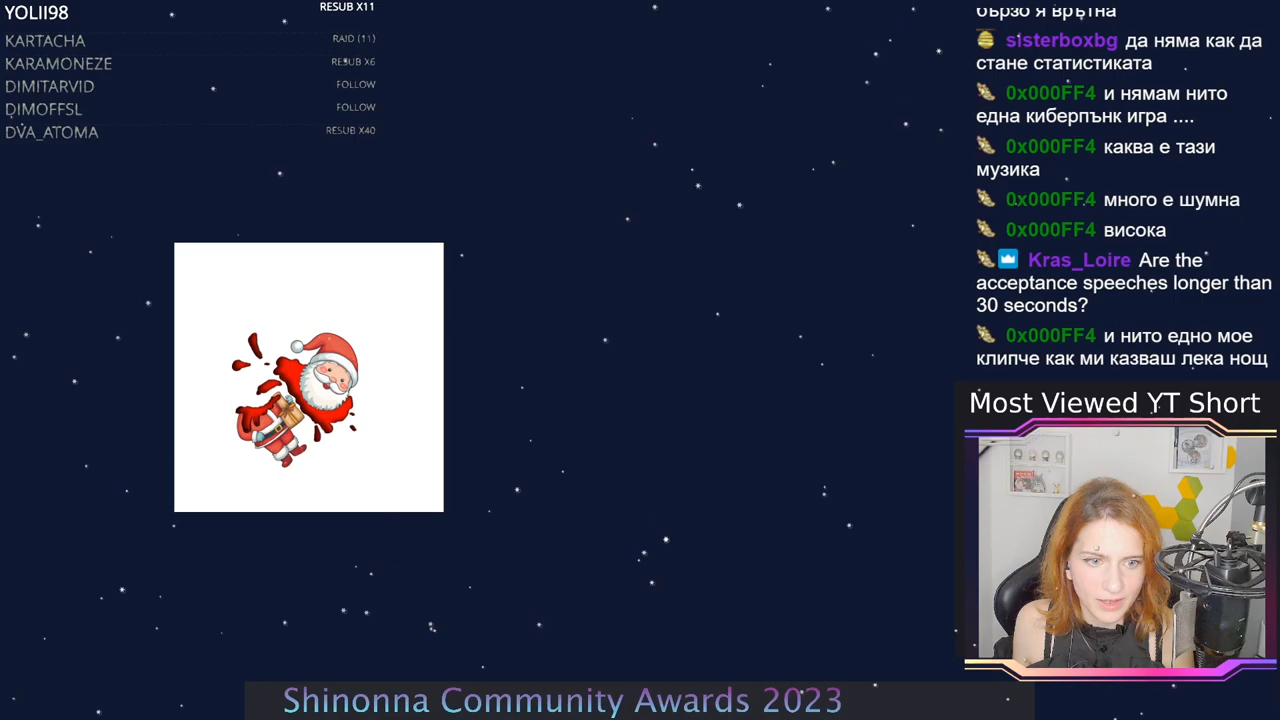 YOLII98 RESUB X11
KARTACHA RAID (11)
KARAMONEZE RESUB X6
DIMITARVID FOLLOW
DIMOFFSL FOLLOW
DVA_ATOMA RESUB X40
бързо я врътна
sisterboxbg да няма как да
стане статистиката
0x000FF4 и нямам нито
една киберпънк игра ....
0x000FF4 каква е тази
музика
0x000FF4 много е шумна
0x000FF4 висока
Kras_Loire Are the
acceptance speeches longer than
30 seconds?
0x000FF4 и нито едно мое
клипче как ми казваш лека нощ
Most Viewed YT Short
Shinonna Community Awards 2023